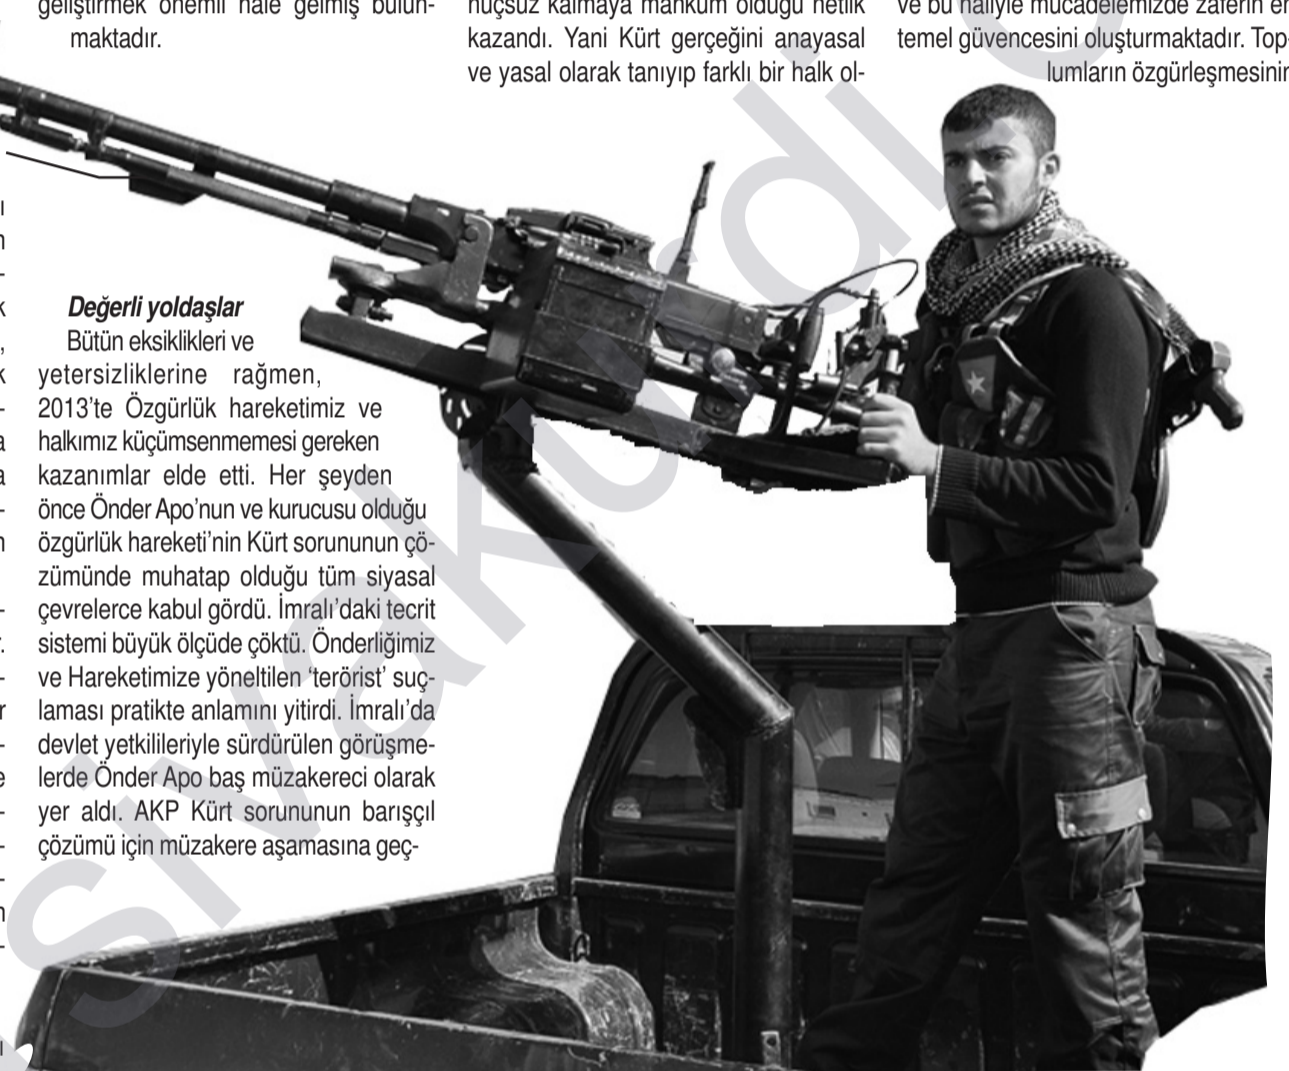 geliştirmek önemli hale gelmiş bulun-
maktadır.
Değerli yoldaşlar
Bütün eksiklikleri ve
yetersizliklerine rağmen,
2013’te Özgürlük hareketimiz ve
halkımız küçümsenmemesi gereken
kazanımlar elde etti. Her şeyden
önce Önder Apo’nun ve kurucusu olduğu
özgürlük hareketi’nin Kürt sorununun çö-
zümünde muhatap olduğu tüm siyasal
çevrelerce kabul gördü. İmralı’daki tecrit
sistemi büyük ölçüde çöktü. Önderliğimiz
ve Hareketimize yöneltilen ‘terörist’ suç-
laması pratikte anlamını yitirdi. İmralı’da
devlet yetkilileriyle sürdürülen görüşme-
lerde Önder Apo baş müzakereci olarak
yer aldı. AKP Kürt sorununun barışçıl
çözümü için müzakere aşamasına geç-
nuçsuz kalmaya mahkum olduğu netlik
kazandı. Yani Kürt gerçeğini anayasal
ve yasal olarak tanıyıp farklı bir halk ol-
ve bu haliyle mücadelemizde zaferin en
temel güvencesini oluşturmaktadır. Top-
lumların özgürleşmesinin
sivakurdi